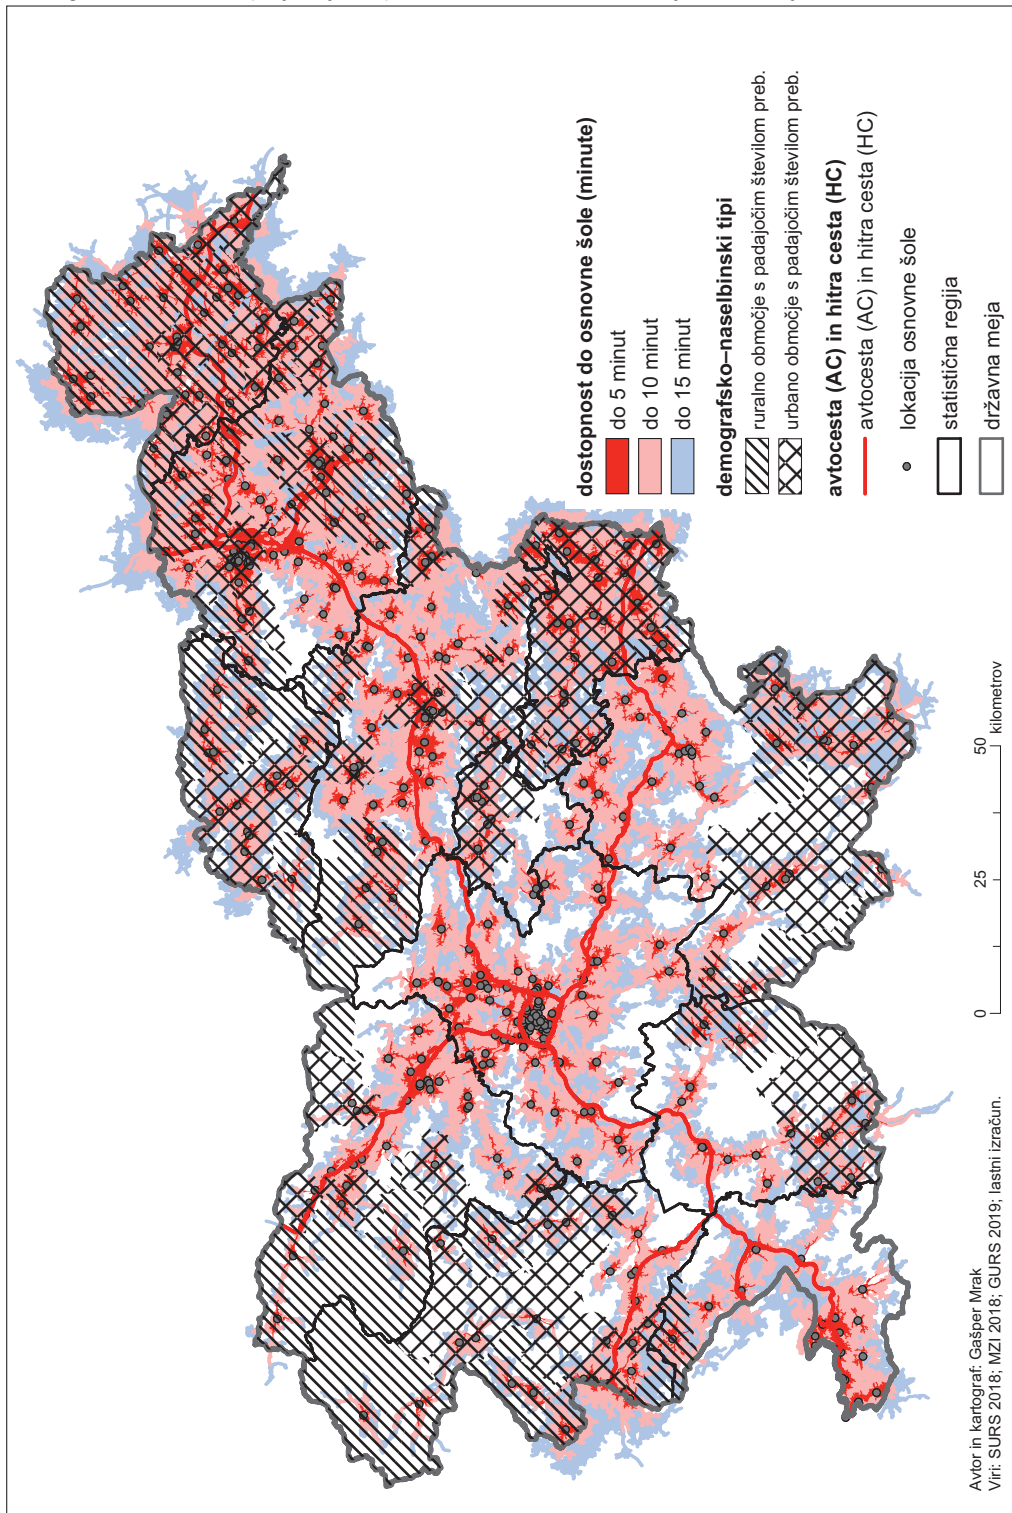 dostopnost do osnovne šole (minute)
do 5 minut
do 10 minut
do 15 minut
demografsko–naselbinski tipi
ruralno območje s padajočim številom preb.
urbano območje s padajočim številom preb.
avtocesta (AC) in hitra cesta (HC)
avtocesta (AC) in hitra cesta (HC)
lokacija osnovne šole
statistična regija
državna meja
0 25 50
kilometrov
Avtor in kartograf: Gašper Mrak
Viri: SURS 2018; MZI 2018; GURS 2019; lastni izračun.